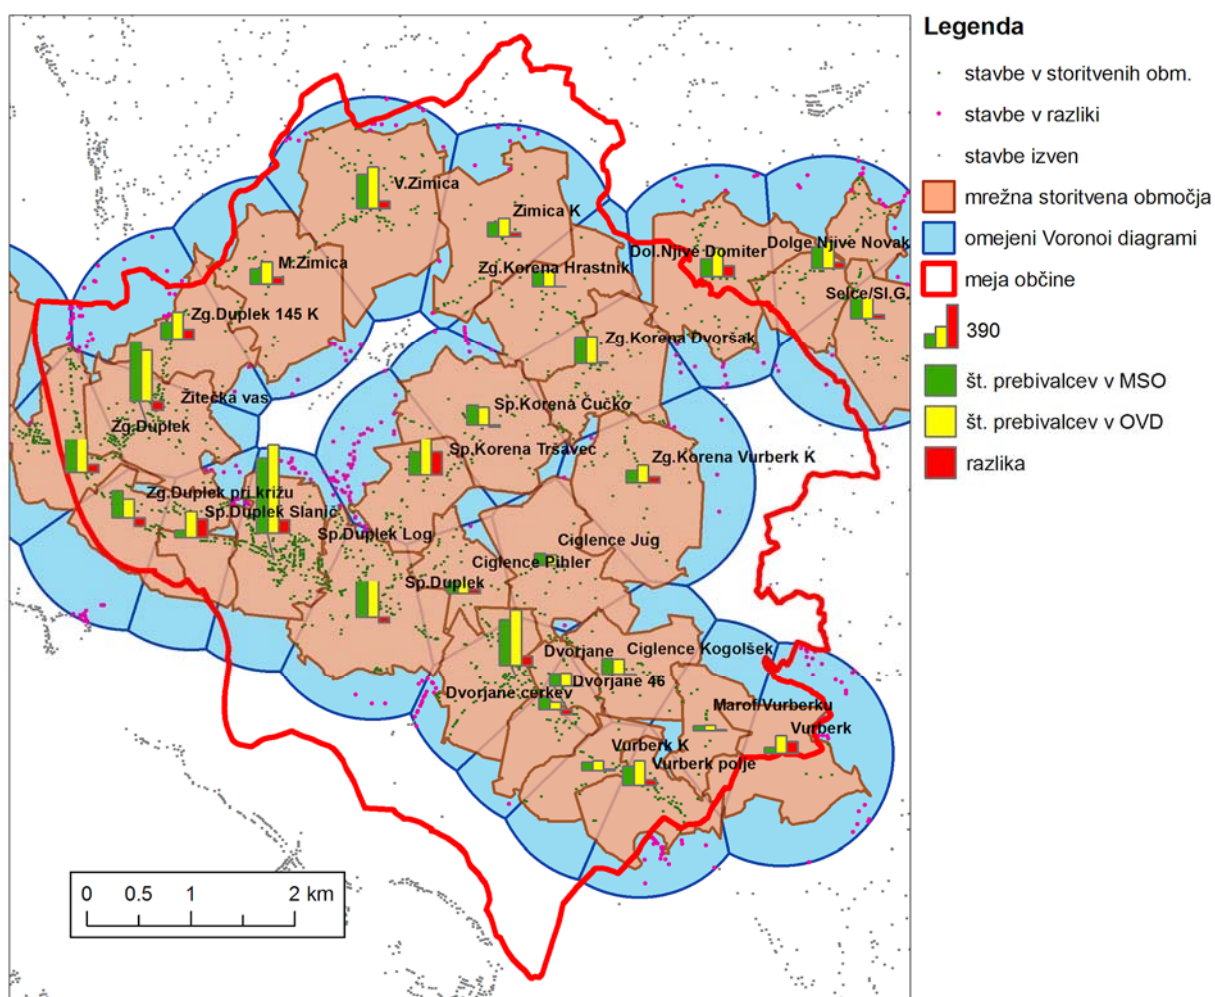 Legenda
stavbe v storitvenih obm.
stavbe v razliki
stavbe izven
mrežna storitvena območja
omejeni Voronoi diagrami
meja občine
390
št. prebivalcev v MSO
št. prebivalcev v OVD
razlika
V.Zimica
Zimica K
Dol.Njive Domiter
Dolge Njive Novak
M.Zimica
Zg.Korena Hrastnik
Selce/Sl.G.
Zg.Duplek 145 K
Zg.Korena Dvoršak
Žitečka vas
Sp.Korena Čučko
Zg.Duplek
Sp.Korena Tršavec
Zg.Korena Vurberk K
Zg.Duplek pri križu
Sp.Duplek Slanič
Sp.Duplek Log
Ciglence Jug
Ciglence Pihler
Sp.Duplek
Dvorjane
Ciglence Kogolšek
Dvorjane 46
Dvorjane cerkev
Marof/Vurberku
Vurberk
Vurberk K
Vurberk polje
0 0.5 1 2 km